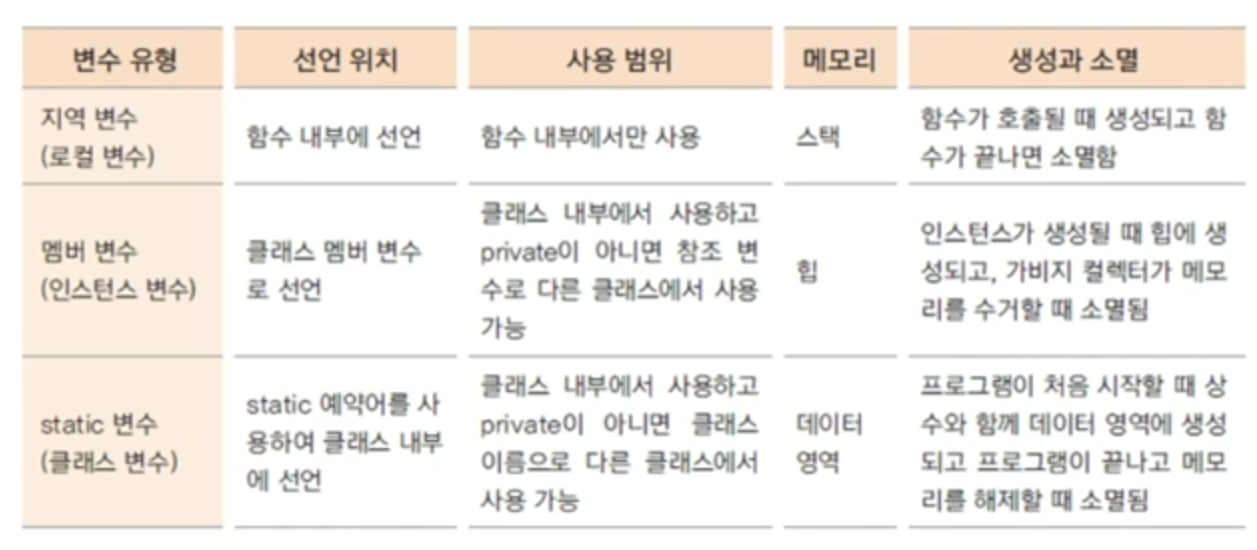 변수 유형
선언 위치
사용 범위
메모리
생성과 소멸
지역 변수
(로컬 변수)
함수 내부에 선언
함수 내부에서만 사용
스택
함수가 호출될 때 생성되고 함
수가 끝나면 소멸함
멤버 변수
(인스턴스 변수)
클래스 멤버 변수
로 선언
클래스 내부에서 사용하고
private이 아니면 참조 변
수로 다른 클래스에서 사용
가능
힙
인스턴스가 생성될 때 힙에 생
성되고, 가비지 컬렉터가 메모
리를 수거할 때 소멸됨
static 변수
(클래스 변수)
static 예약어를 사
용하여 클래스 내부
에 선언
클래스 내부에서 사용하고
private이 아니면 클래스
이름으로 다른 클래스에서
사용 가능
데이터
영역
프로그램이 처음 시작할 때 상
수와 함께 데이터 영역에 생성
되고 프로그램이 끝나고 메모
리를 해제할 때 소멸됨